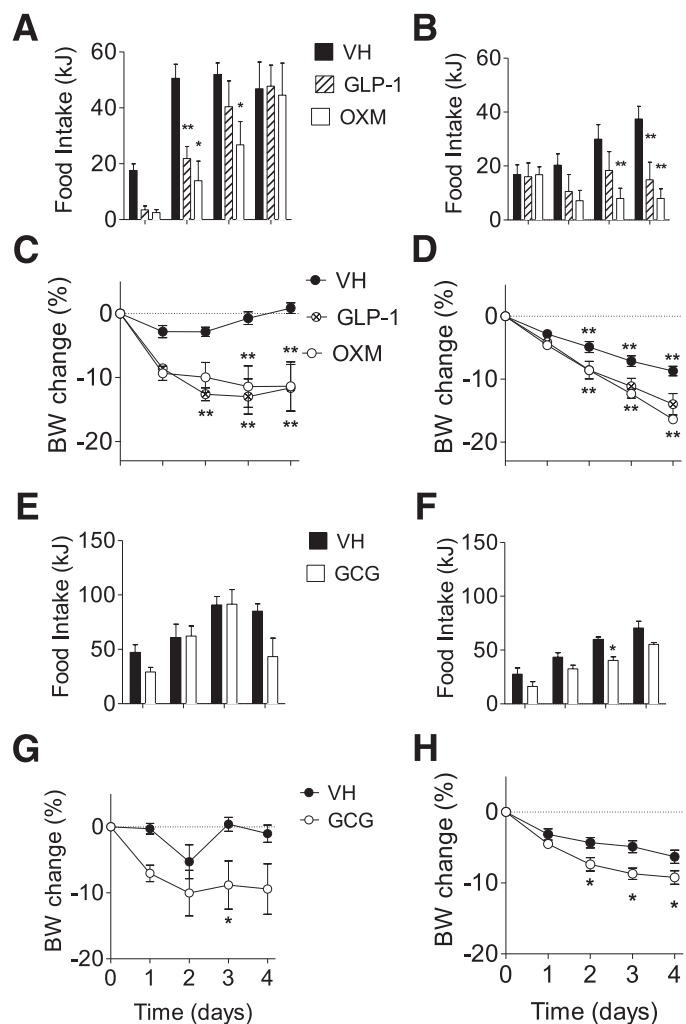 A
Food Intake (kJ)
60
40
20
0
**
*
*
VH
GLP-1
OXM
B
Food Intake (kJ)
60
40
20
0
**
**
**
C
BW change (%)
0
-10
-20
**
**
**
**
**
VH
GLP-1
OXM
D
BW change (%)
0
-10
-20
**
**
**
**
**
**
E
Food Intake (kJ)
150
100
50
0
VH
GCG
F
Food Intake (kJ)
150
100
50
0
*
G
BW change (%)
0
-10
-20
*
0 1 2 3 4
Time (days)
VH
GCG
H
BW change (%)
0
-10
-20
*
*
*
0 1 2 3 4
Time (days)